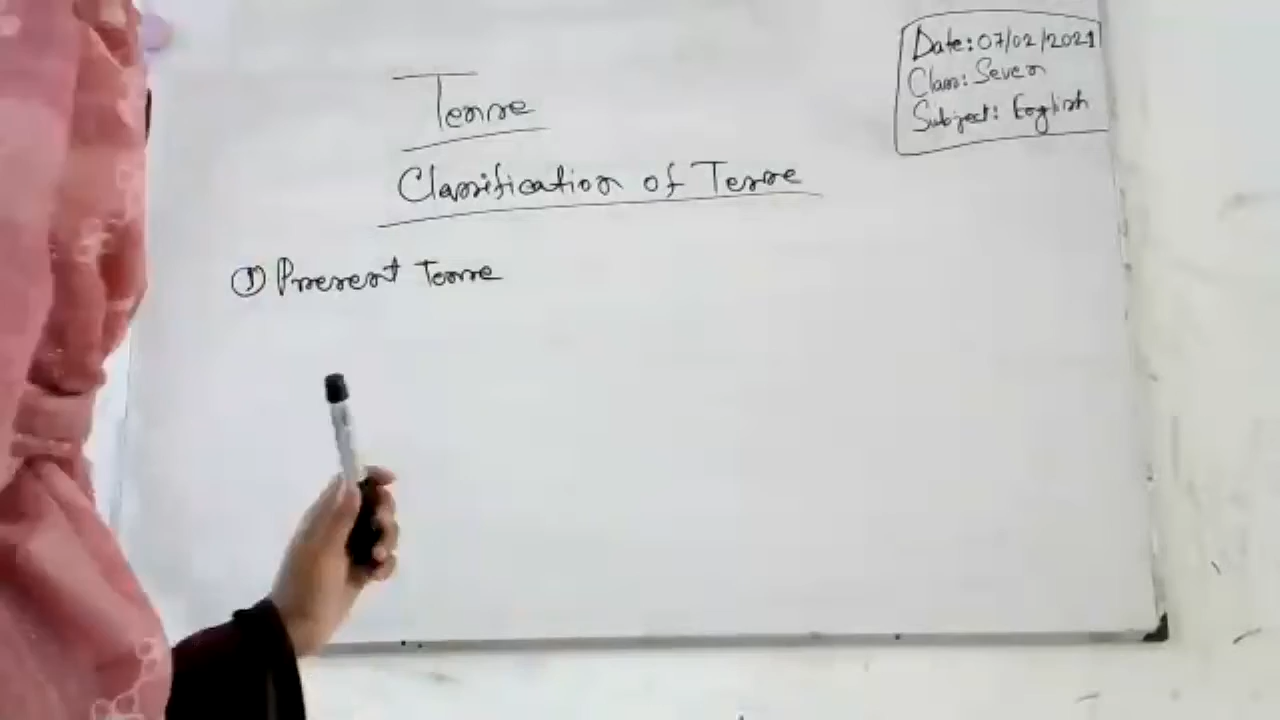 Tense
Classification of Tense
① Present Tense
Date: 07/02/2021
Class: Seven
Subject: English